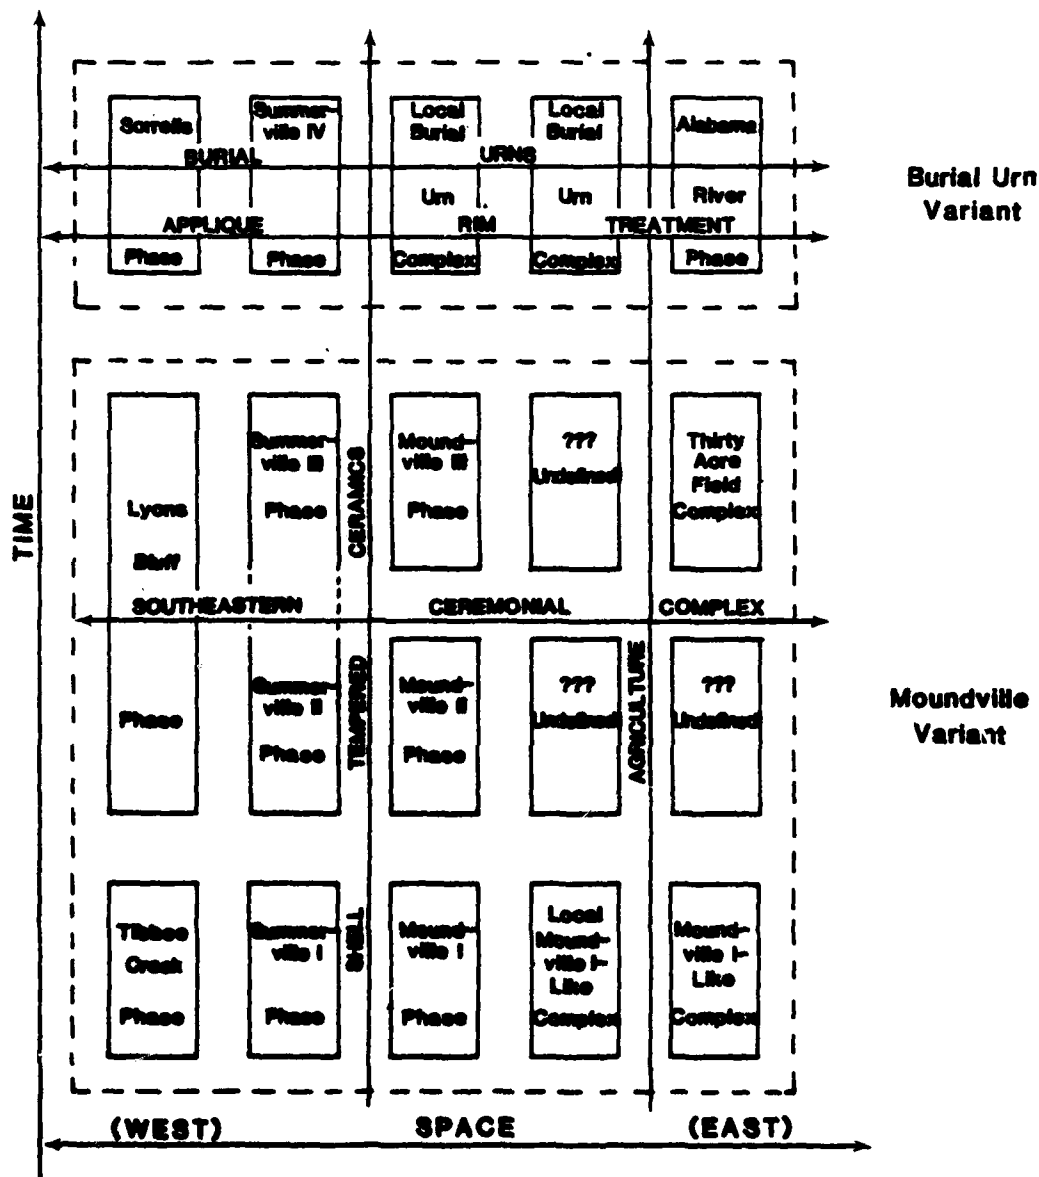 Sorrells
Phase
Summer-
ville IV
Phase
Local
Burial
Urn
Complex
Local
Burial
Urn
Complex
Alabama
River
Phase
BURIAL URNS
APPLIQUE RIM TREATMENT
Burial Urn
Variant
Lyons
Bluff
Phase
Summer-
ville III
Phase
Mound-
ville III
Phase
???
Undefined
Thirty
Acre
Field
Complex
SOUTHEASTERN CEREMONIAL COMPLEX
Summer-
ville II
Phase
Mound-
ville II
Phase
???
Undefined
???
Undefined
Moundville
Variant
Tibbee
Creek
Phase
Summer-
ville I
Phase
Mound-
ville I
Phase
Local
Mound-
ville I-
Like
Complex
Mound-
ville I-
Like
Complex
SHELL TEMPERED CERAMICS
AGRICULTURE
TIME
(WEST) SPACE (EAST)